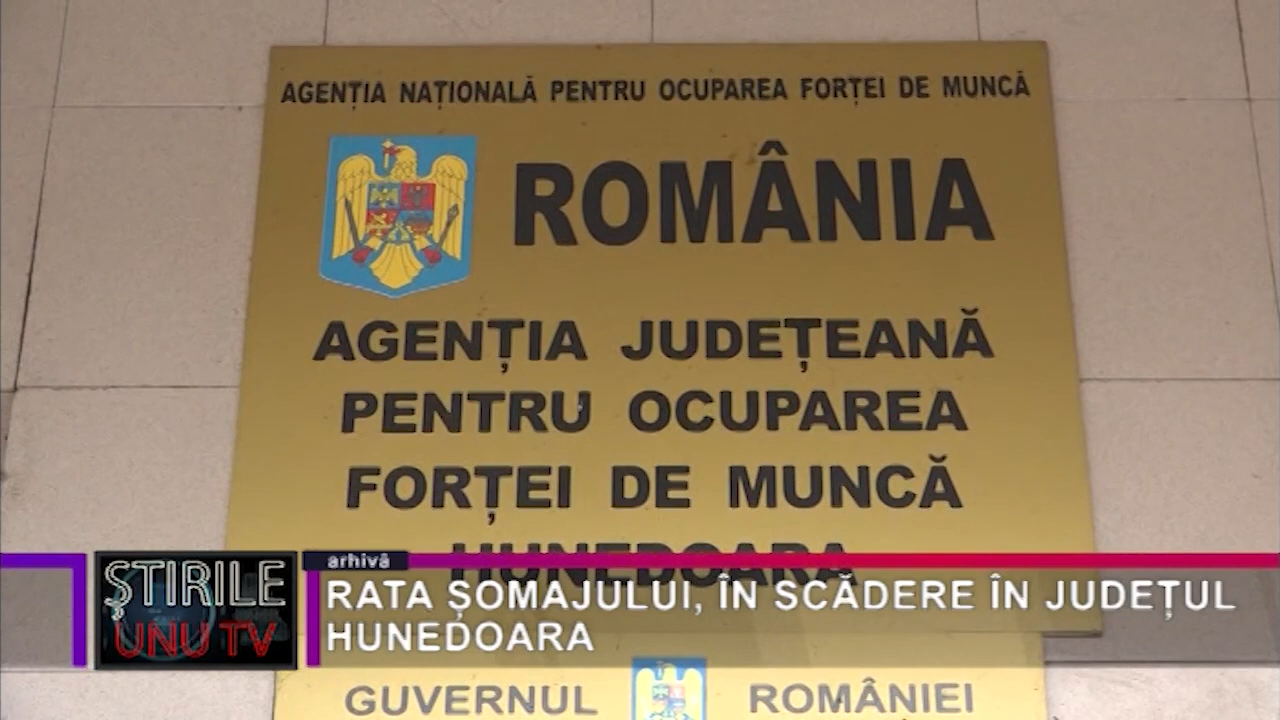 AGENȚIA NAȚIONALĂ PENTRU OCUPAREA FORȚEI DE MUNCĂ
ROMÂNIA
AGENȚIA JUDEȚEANĂ
PENTRU OCUPAREA
FORȚEI DE MUNCĂ
HUNEDOARA
arhivă
ȘTIRILE
UNU TV
RATA ȘOMAJULUI, ÎN SCĂDERE ÎN JUDEȚUL
HUNEDOARA
GUVERNUL ROMÂNIEI